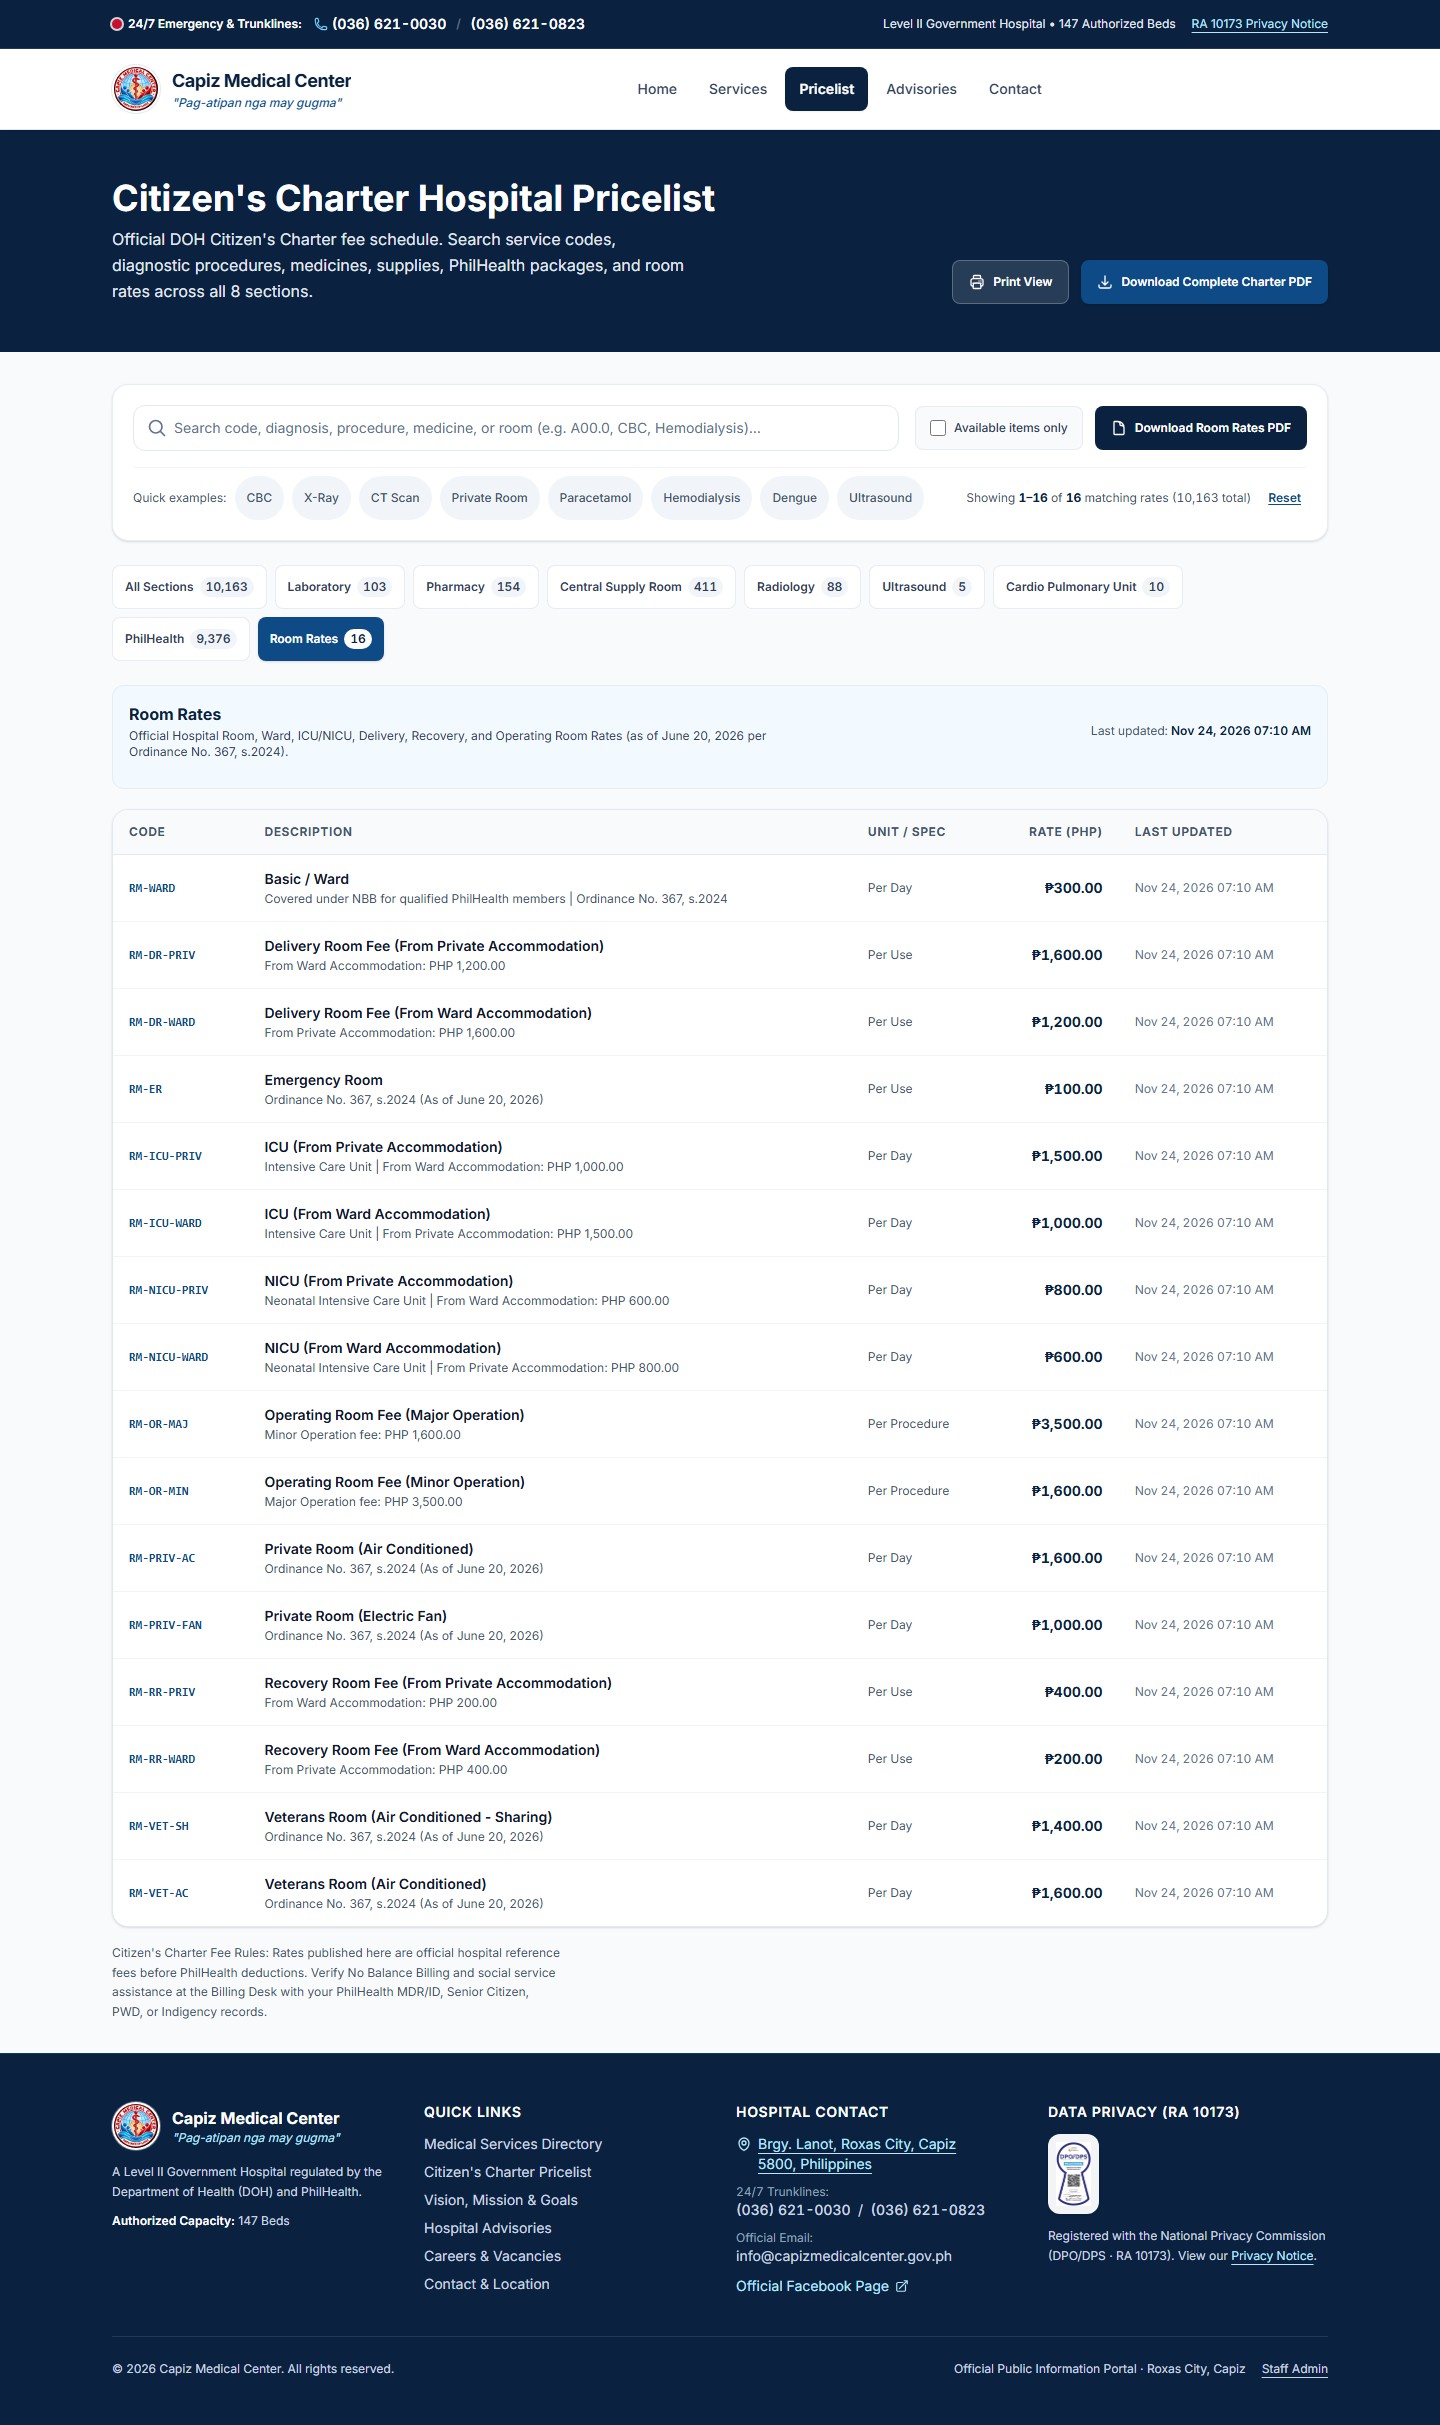 24/7 Emergency & Trunklines: (036) 621-0030 / (036) 621-0823
Level II Government Hospital • 147 Authorized Beds RA 10173 Privacy Notice
Capiz Medical Center
"Pag-atipan nga may gugma"
Home Services Pricelist Advisories Contact
Citizen's Charter Hospital Pricelist
Official DOH Citizen's Charter fee schedule. Search service codes,
diagnostic procedures, medicines, supplies, PhilHealth packages, and room
rates across all 8 sections.
Print View Download Complete Charter PDF
Search code, diagnosis, procedure, medicine, or room (e.g. A00.0, CBC, Hemodialysis)...
Available items only Download Room Rates PDF
Quick examples: CBC X-Ray CT Scan Private Room Paracetamol Hemodialysis Dengue Ultrasound
Showing 1–16 of 16 matching rates (10,163 total) Reset
All Sections 10,163 Laboratory 103 Pharmacy 154 Central Supply Room 411 Radiology 88 Ultrasound 5 Cardio Pulmonary Unit 10
PhilHealth 9,376 Room Rates 16
Room Rates
Official Hospital Room, Ward, ICU/NICU, Delivery, Recovery, and Operating Room Rates (as of June 20, 2026 per
Ordinance No. 367, s.2024).
Last updated: Nov 24, 2026 07:10 AM
CODE DESCRIPTION UNIT / SPEC RATE (PHP) LAST UPDATED
RM-WARD Basic / Ward Per Day ₱300.00 Nov 24, 2026 07:10 AM
Covered under NBB for qualified PhilHealth members | Ordinance No. 367, s.2024
RM-DR-PRIV Delivery Room Fee (From Private Accommodation) Per Use ₱1,600.00 Nov 24, 2026 07:10 AM
From Ward Accommodation: PHP 1,200.00
RM-DR-WARD Delivery Room Fee (From Ward Accommodation) Per Use ₱1,200.00 Nov 24, 2026 07:10 AM
From Private Accommodation: PHP 1,600.00
RM-ER Emergency Room Per Use ₱100.00 Nov 24, 2026 07:10 AM
Ordinance No. 367, s.2024 (As of June 20, 2026)
RM-ICU-PRIV ICU (From Private Accommodation) Per Day ₱1,500.00 Nov 24, 2026 07:10 AM
Intensive Care Unit | From Ward Accommodation: PHP 1,000.00
RM-ICU-WARD ICU (From Ward Accommodation) Per Day ₱1,000.00 Nov 24, 2026 07:10 AM
Intensive Care Unit | From Private Accommodation: PHP 1,500.00
RM-NICU-PRIV NICU (From Private Accommodation) Per Day ₱800.00 Nov 24, 2026 07:10 AM
Neonatal Intensive Care Unit | From Ward Accommodation: PHP 600.00
RM-NICU-WARD NICU (From Ward Accommodation) Per Day ₱600.00 Nov 24, 2026 07:10 AM
Neonatal Intensive Care Unit | From Private Accommodation: PHP 800.00
RM-OR-MAJ Operating Room Fee (Major Operation) Per Procedure ₱3,500.00 Nov 24, 2026 07:10 AM
Minor Operation fee: PHP 1,600.00
RM-OR-MIN Operating Room Fee (Minor Operation) Per Procedure ₱1,600.00 Nov 24, 2026 07:10 AM
Major Operation fee: PHP 3,500.00
RM-PRIV-AC Private Room (Air Conditioned) Per Day ₱1,600.00 Nov 24, 2026 07:10 AM
Ordinance No. 367, s.2024 (As of June 20, 2026)
RM-PRIV-FAN Private Room (Electric Fan) Per Day ₱1,000.00 Nov 24, 2026 07:10 AM
Ordinance No. 367, s.2024 (As of June 20, 2026)
RM-RR-PRIV Recovery Room Fee (From Private Accommodation) Per Use ₱400.00 Nov 24, 2026 07:10 AM
From Ward Accommodation: PHP 200.00
RM-RR-WARD Recovery Room Fee (From Ward Accommodation) Per Use ₱200.00 Nov 24, 2026 07:10 AM
From Private Accommodation: PHP 400.00
RM-VET-SH Veterans Room (Air Conditioned - Sharing) Per Day ₱1,400.00 Nov 24, 2026 07:10 AM
Ordinance No. 367, s.2024 (As of June 20, 2026)
RM-VET-AC Veterans Room (Air Conditioned) Per Day ₱1,600.00 Nov 24, 2026 07:10 AM
Ordinance No. 367, s.2024 (As of June 20, 2026)
Citizen's Charter Fee Rules: Rates published here are official hospital reference
fees before PhilHealth deductions. Verify No Balance Billing and social service
assistance at the Billing Desk with your PhilHealth MDR/ID, Senior Citizen,
PWD, or Indigency records.
Capiz Medical Center
"Pag-atipan nga may gugma"
A Level II Government Hospital regulated by the
Department of Health (DOH) and PhilHealth.
Authorized Capacity: 147 Beds
QUICK LINKS
Medical Services Directory
Citizen's Charter Pricelist
Vision, Mission & Goals
Hospital Advisories
Careers & Vacancies
Contact & Location
HOSPITAL CONTACT
Brgy. Lanot, Roxas City, Capiz
5800, Philippines
24/7 Trunklines:
(036) 621-0030 / (036) 621-0823
Official Email:
info@capizmedicalcenter.gov.ph
Official Facebook Page
DATA PRIVACY (RA 10173)
DPO/DPS
Registered with the National Privacy Commission
(DPO/DPS · RA 10173). View our Privacy Notice.
© 2026 Capiz Medical Center. All rights reserved.
Official Public Information Portal · Roxas City, Capiz Staff Admin